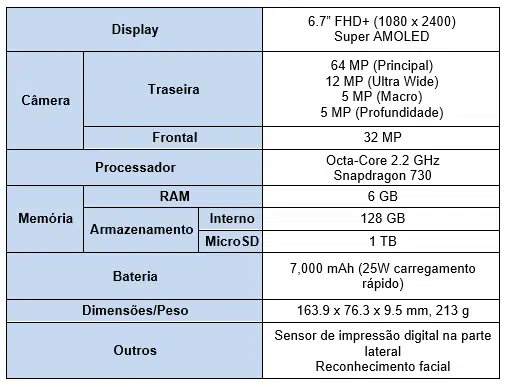 Display
6.7” FHD+ (1080 x 2400)
Super AMOLED
Câmera
Traseira
64 MP (Principal)
12 MP (Ultra Wide)
5 MP (Macro)
5 MP (Profundidade)
Frontal
32 MP
Processador
Octa-Core 2.2 GHz
Snapdragon 730
Memória
RAM
6 GB
Armazenamento
Interno
128 GB
MicroSD
1 TB
Bateria
7,000 mAh (25W carregamento
rápido)
Dimensões/Peso
163.9 x 76.3 x 9.5 mm, 213 g
Outros
Sensor de impressão digital na parte
lateral
Reconhecimento facial